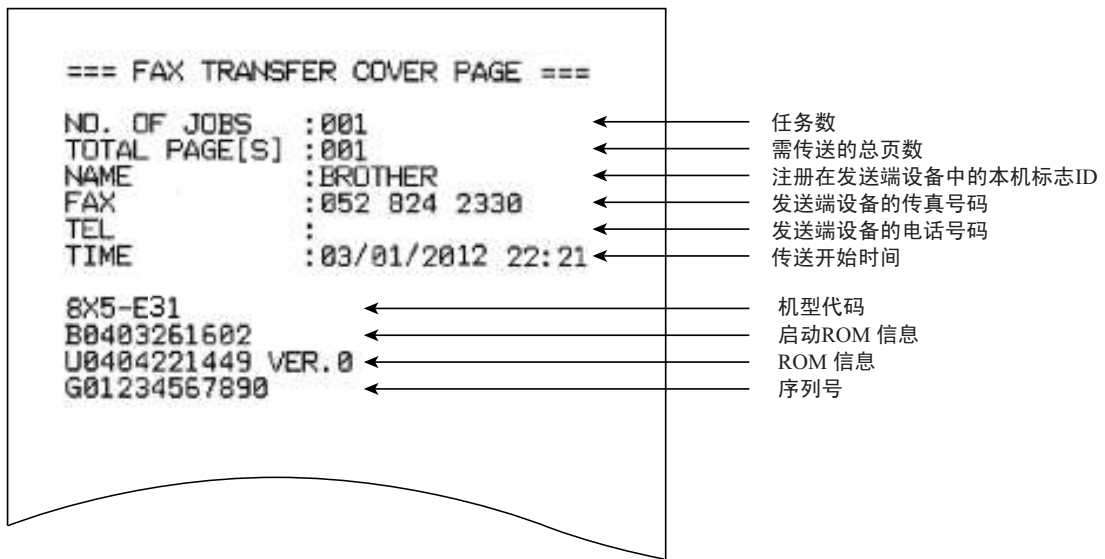 === FAX TRANSFER COVER PAGE ===
NO. OF JOBS :001 任务数
TOTAL PAGE[S] :001 需传送的总页数
NAME :BROTHER 注册在发送端设备中的本机标志ID
FAX :052 824 2330 发送端设备的传真号码
TEL : 发送端设备的电话号码
TIME :03/01/2012 22:21 传送开始时间
8X5-E31 机型代码
B0403261602 启动ROM 信息
U0404221449 VER.0 ROM 信息
G01234567890 序列号